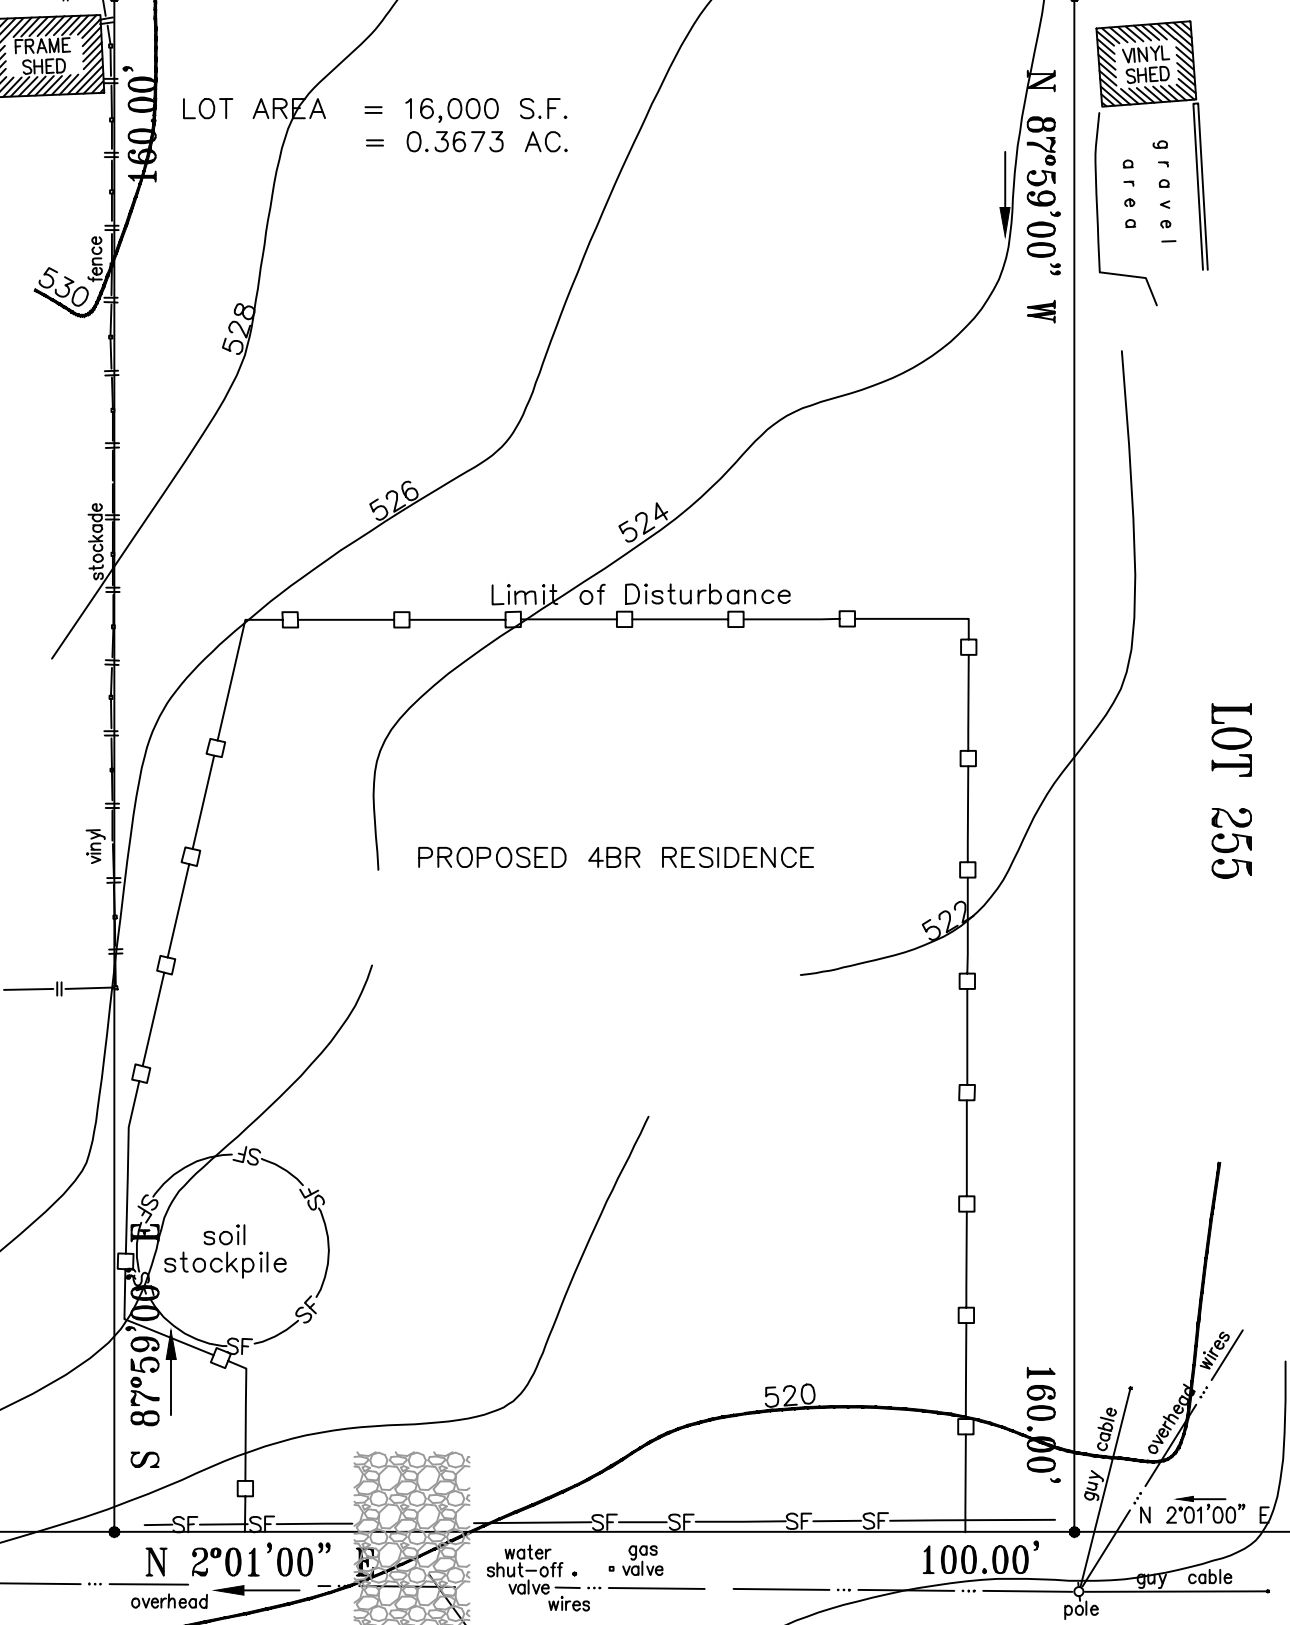 FRAME
SHED
160.00'
LOT AREA = 16,000 S.F.
= 0.3673 AC.
N 87°59'00" W
VINYL
SHED
gravel
area
fence
530
528
526
524
stockade
Limit of Disturbance
LOT 255
vinyl
PROPOSED 4BR RESIDENCE
522
SF
SF
SF
SF
SF
SF
soil
stockpile
S 87°59'00" E
520
160.00'
guy cable
overhead wires
N 2°01'00" E
SF
SF
SF
SF
SF
SF
N 2°01'00" E
water
shut-off
valve
gas
valve
100.00'
overhead
wires
guy cable
pole